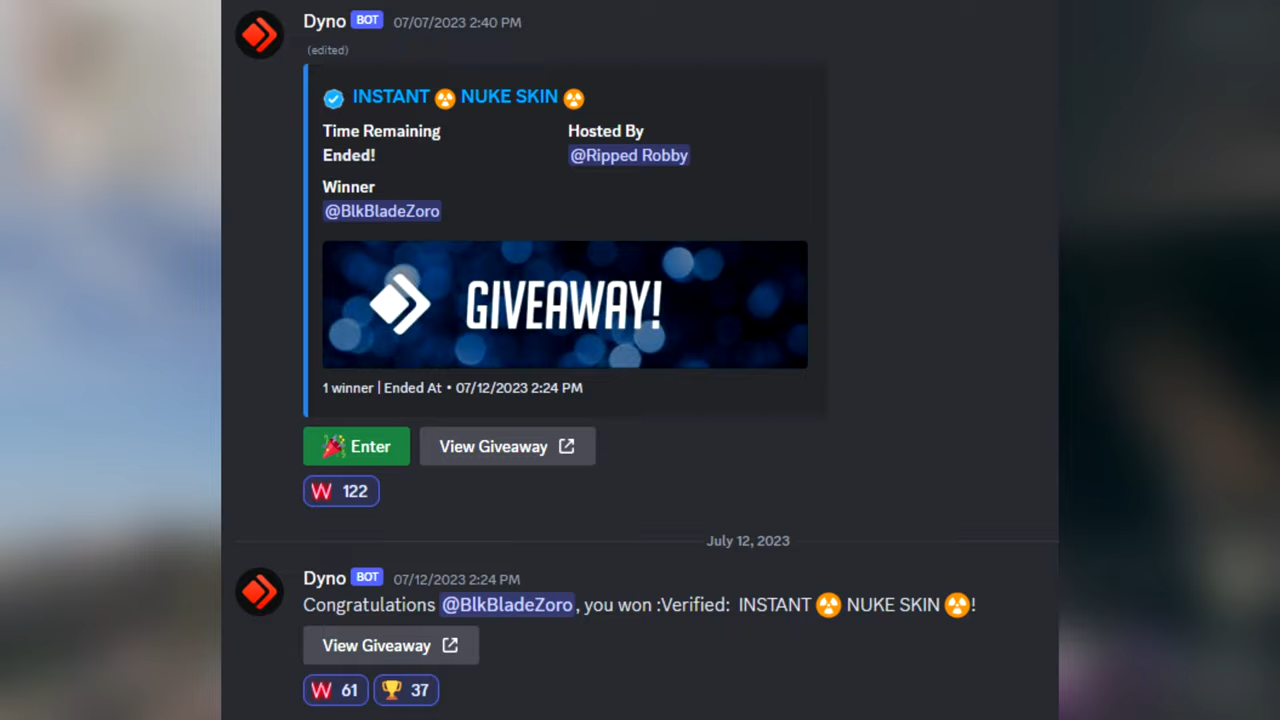 Dyno BOT 07/07/2023 2:40 PM
(edited)
INSTANT ☢️ NUKE SKIN ☢️
Time Remaining Hosted By
Ended! @Ripped Robby
Winner
@BlkBladeZoro
GIVEAWAY!
1 winner | Ended At • 07/12/2023 2:24 PM
Enter View Giveaway
W 122
July 12, 2023
Dyno BOT 07/12/2023 2:24 PM
Congratulations @BlkBladeZoro, you won :Verified: INSTANT ☢️ NUKE SKIN ☢️!
View Giveaway
W 61 🏆 37